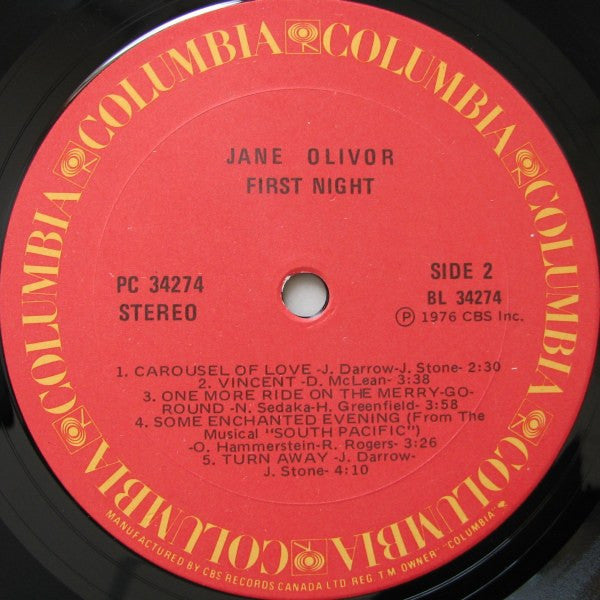 COLUMBIA COLUMBIA COLUMBIA COLUMBIA COLUMBIA COLUMBIA
JANE OLIVOR
FIRST NIGHT
PC 34274
STEREO
SIDE 2
BL 34274
Ⓟ 1976 CBS Inc.
1. CAROUSEL OF LOVE -J. Darrow-J. Stone- 2:30
2. VINCENT -D. McLean- 3:38
3. ONE MORE RIDE ON THE MERRY-GO-
ROUND -N. Sedaka-H. Greenfield- 3:58
4. SOME ENCHANTED EVENING (From The
Musical "SOUTH PACIFIC")
-O. Hammerstein-R. Rogers- 3:26
5. TURN AWAY -J. Darrow-
J. Stone- 4:10
MANUFACTURED BY CBS RECORDS CANADA LTD REG. T M OWNER "COLUMBIA"